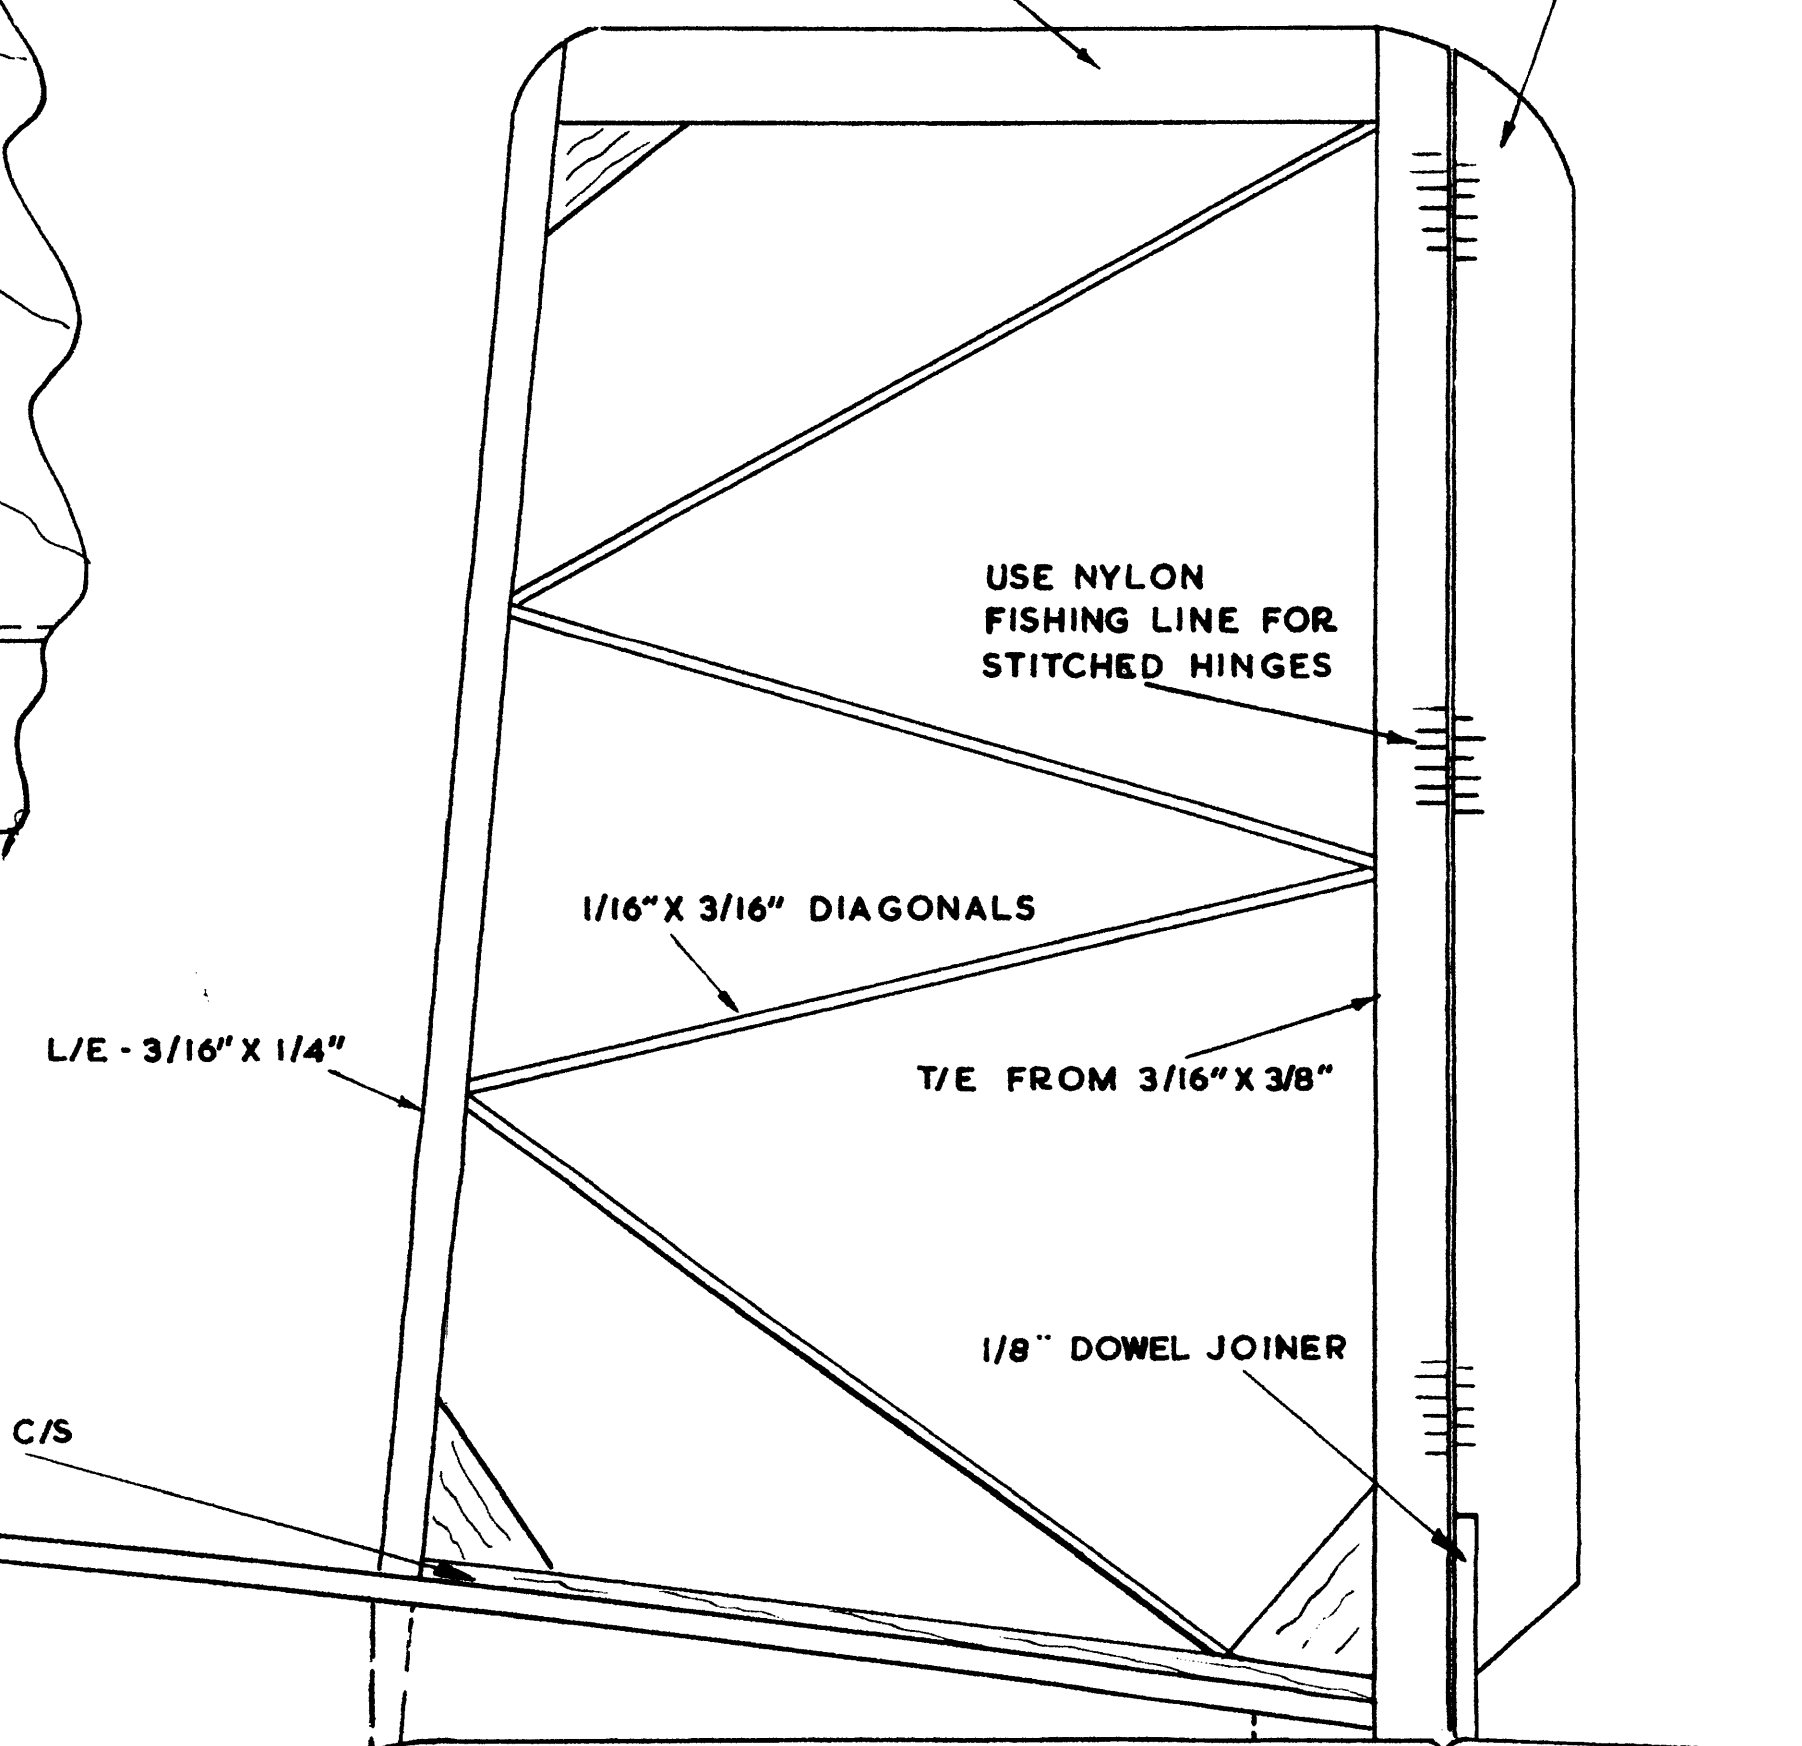 USE NYLON
FISHING LINE FOR
STITCHED HINGES
1/16" X 3/16" DIAGONALS
L/E - 3/16" X 1/4"
T/E FROM 3/16" X 3/8"
1/8" DOWEL JOINER
C/S